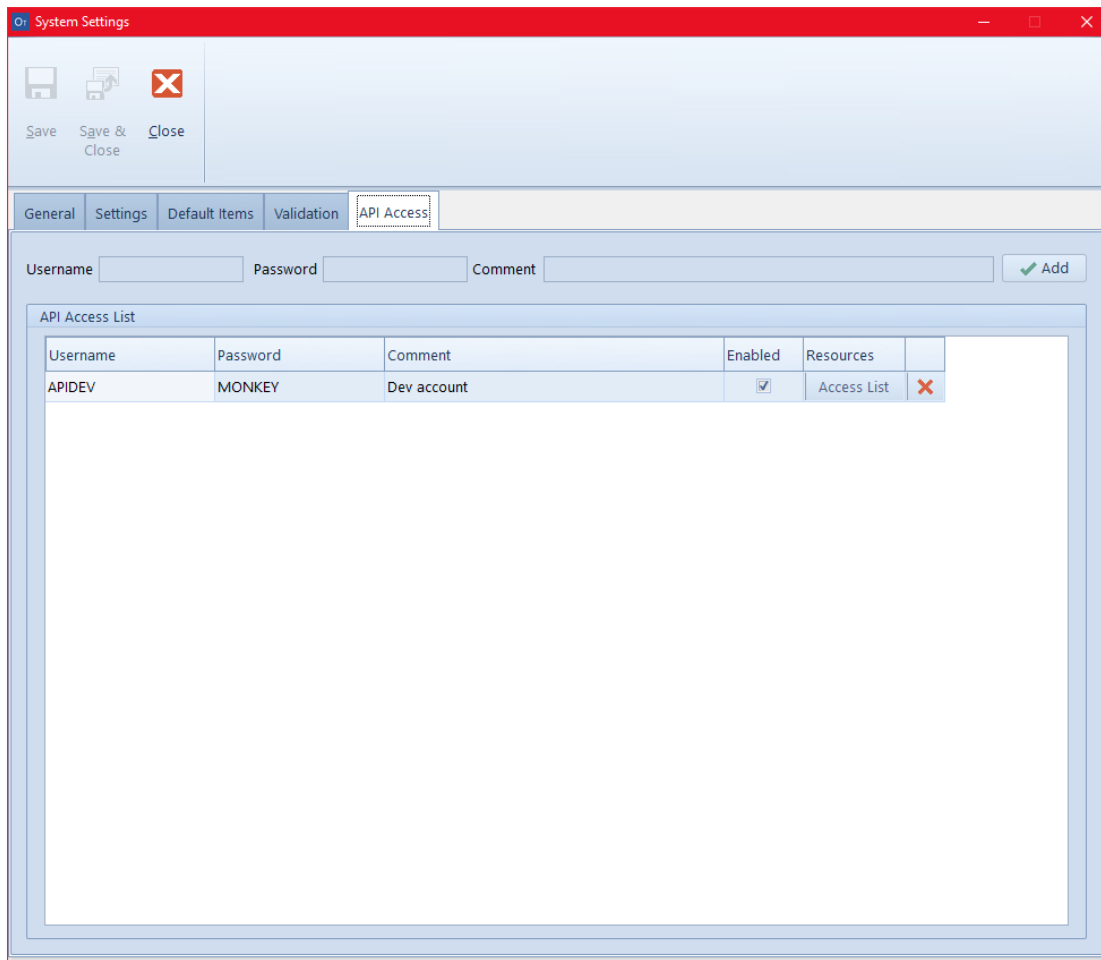 OT System Settings
Save
Save & Close
Close
General Settings Default Items Validation API Access
Username Password Comment Add
API Access List
Username Password Comment Enabled Resources
APIDEV MONKEY Dev account Access List